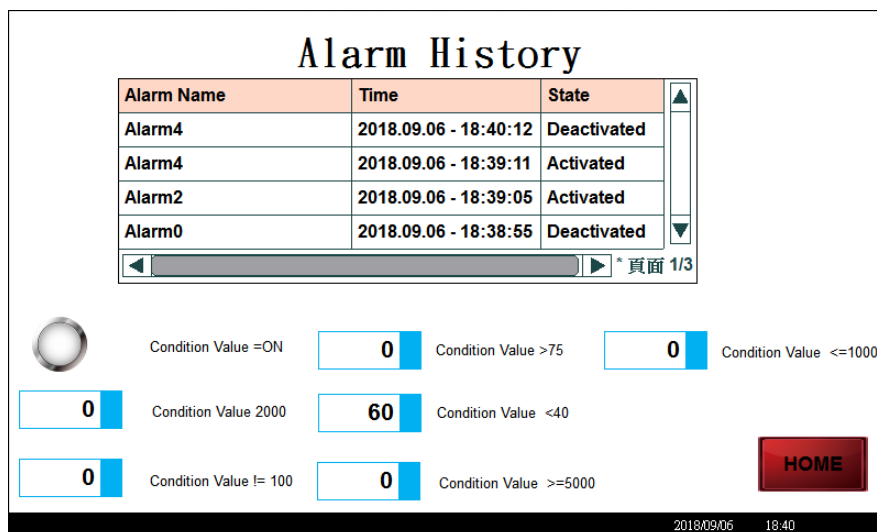 Alarm History
Alarm Name Time State
Alarm4 2018.09.06 - 18:40:12 Deactivated
Alarm4 2018.09.06 - 18:39:11 Activated
Alarm2 2018.09.06 - 18:39:05 Activated
Alarm0 2018.09.06 - 18:38:55 Deactivated
* 頁面 1/3
Condition Value =ON 0 Condition Value >75 0 Condition Value <=1000
0 Condition Value 2000 60 Condition Value <40
HOME
0 Condition Value != 100 0 Condition Value >=5000
2018/09/06 18:40